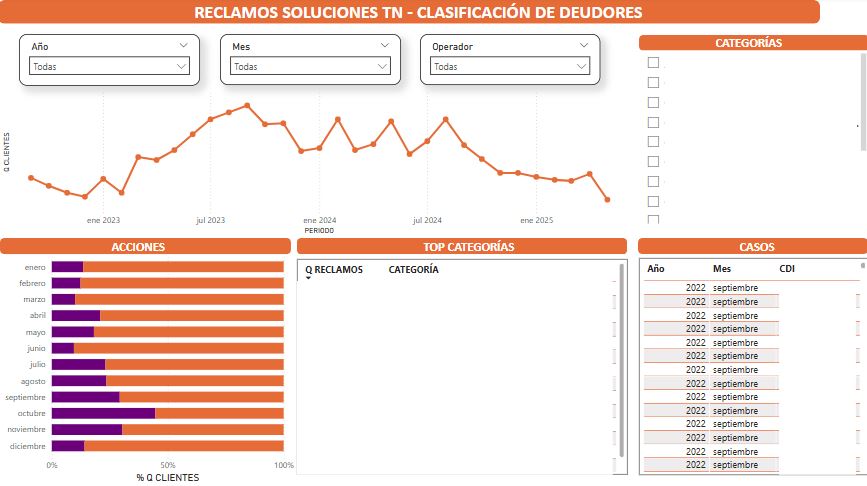 RECLAMOS SOLUCIONES TN - CLASIFICACIÓN DE DEUDORES
Año
Todas
Mes
Todas
Operador
Todas
CATEGORÍAS
Q CLIENTES
ene 2023
jul 2023
ene 2024
jul 2024
ene 2025
PERIODO
ACCIONES
enero
febrero
marzo
abril
mayo
junio
julio
agosto
septiembre
octubre
noviembre
diciembre
0%
50%
100%
% Q CLIENTES
TOP CATEGORÍAS
Q RECLAMOS CATEGORÍA
CASOS
Año Mes CDI
2022 septiembre
2022 septiembre
2022 septiembre
2022 septiembre
2022 septiembre
2022 septiembre
2022 septiembre
2022 septiembre
2022 septiembre
2022 septiembre
2022 septiembre
2022 septiembre
2022 septiembre
2022 septiembre